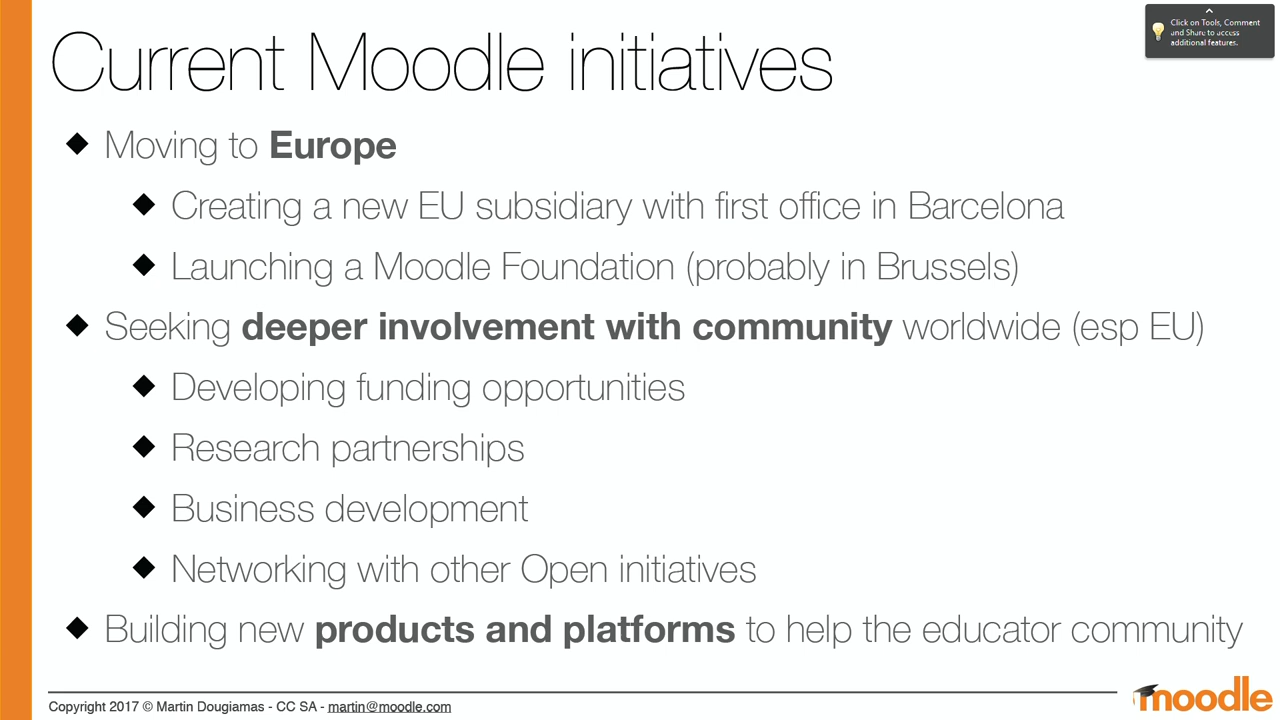 Current Moodle initiatives
Click on Tools, Comment
and Share to access
additional features.
◆ Moving to Europe
◆ Creating a new EU subsidiary with first office in Barcelona
◆ Launching a Moodle Foundation (probably in Brussels)
◆ Seeking deeper involvement with community worldwide (esp EU)
◆ Developing funding opportunities
◆ Research partnerships
◆ Business development
◆ Networking with other Open initiatives
◆ Building new products and platforms to help the educator community
Copyright 2017 © Martin Dougiamas - CC SA - martin@moodle.com
moodle